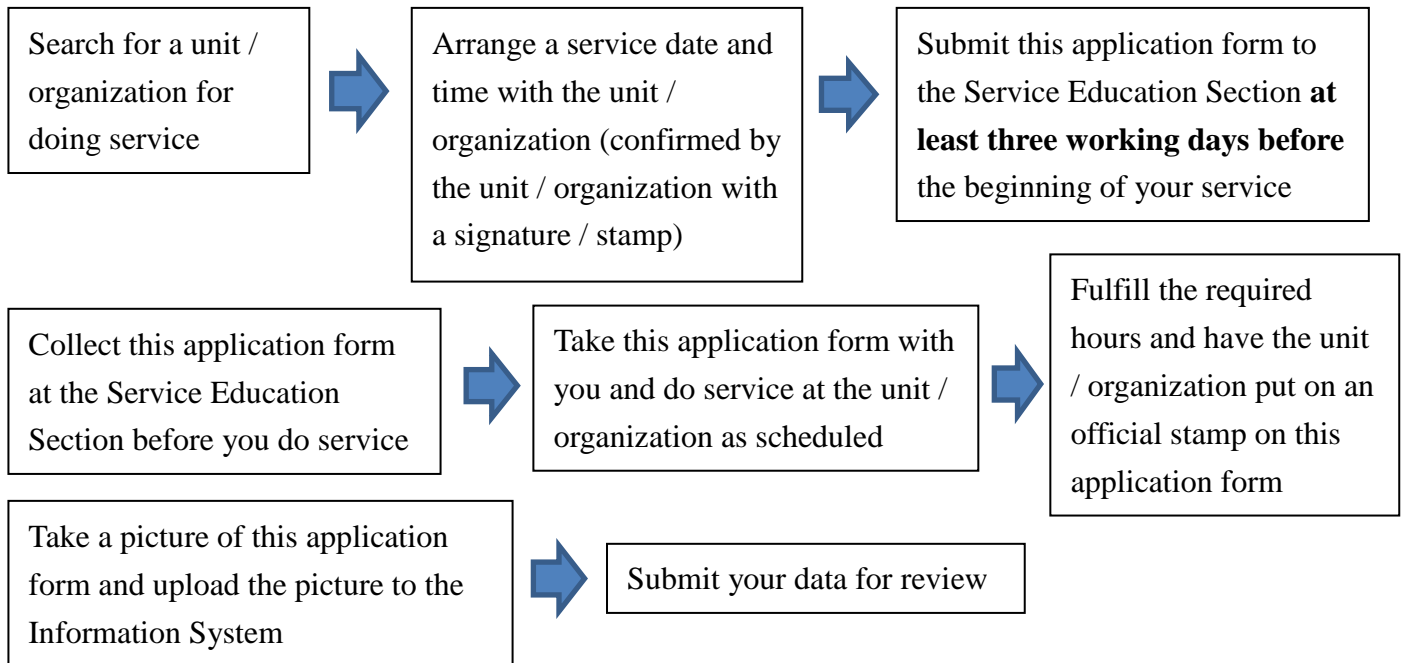 Search for a unit /
organization for
doing service
Arrange a service date and
time with the unit /
organization (confirmed by
the unit / organization with
a signature / stamp)
Submit this application form to
the Service Education Section at
least three working days before
the beginning of your service
Collect this application form
at the Service Education
Section before you do service
Take this application form with
you and do service at the unit /
organization as scheduled
Fulfill the required
hours and have the unit
/ organization put on an
official stamp on this
application form
Take a picture of this application
form and upload the picture to the
Information System
Submit your data for review